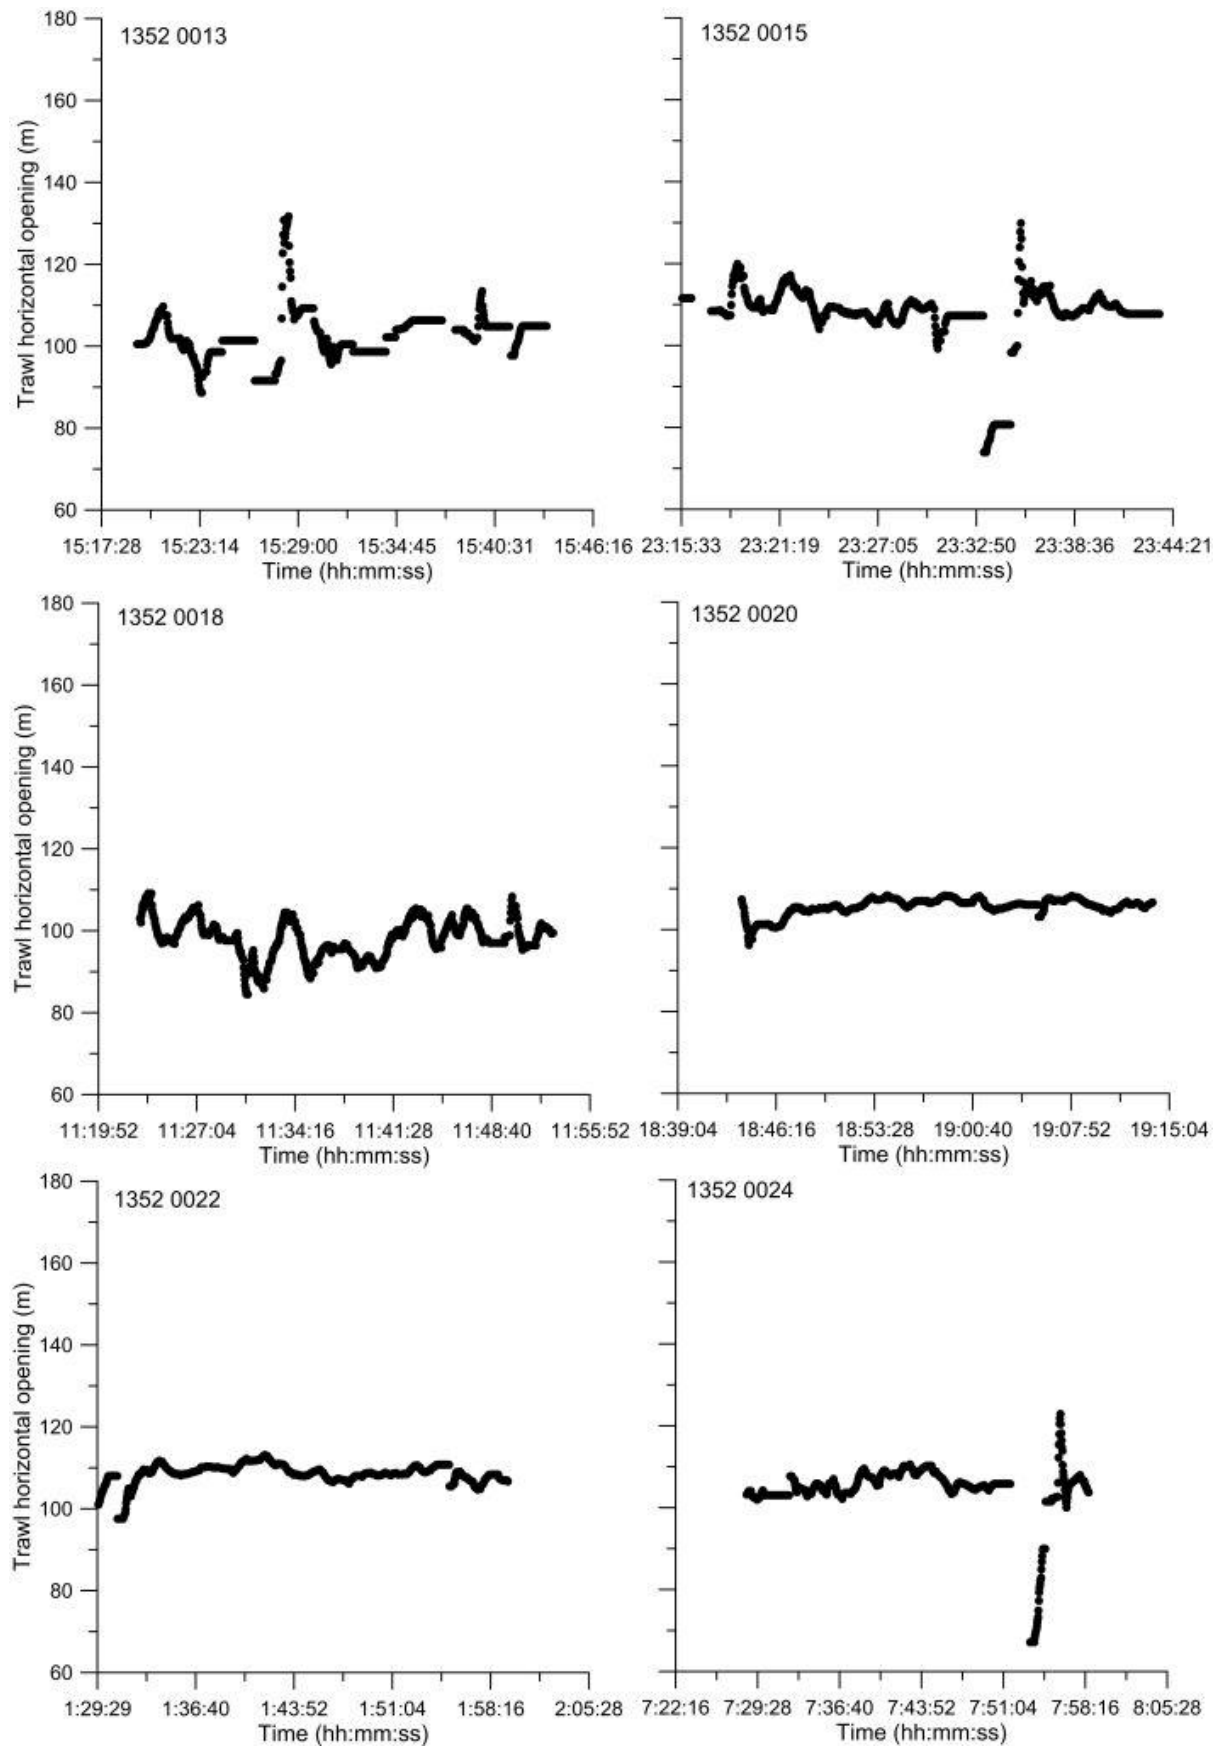 1352 0013
1352 0015
180
160
140
120
100
80
60
Trawl horizontal opening (m)
15:17:28 15:23:14 15:29:00 15:34:45 15:40:31 15:46:16
Time (hh:mm:ss)
23:15:33 23:21:19 23:27:05 23:32:50 23:38:36 23:44:21
Time (hh:mm:ss)
1352 0018
1352 0020
180
160
140
120
100
80
60
Trawl horizontal opening (m)
11:19:52 11:27:04 11:34:16 11:41:28 11:48:40 11:55:52
Time (hh:mm:ss)
18:39:04 18:46:16 18:53:28 19:00:40 19:07:52 19:15:04
Time (hh:mm:ss)
1352 0022
1352 0024
180
160
140
120
100
80
60
Trawl horizontal opening (m)
1:29:29 1:36:40 1:43:52 1:51:04 1:58:16 2:05:28
Time (hh:mm:ss)
7:22:16 7:29:28 7:36:40 7:43:52 7:51:04 7:58:16 8:05:28
Time (hh:mm:ss)